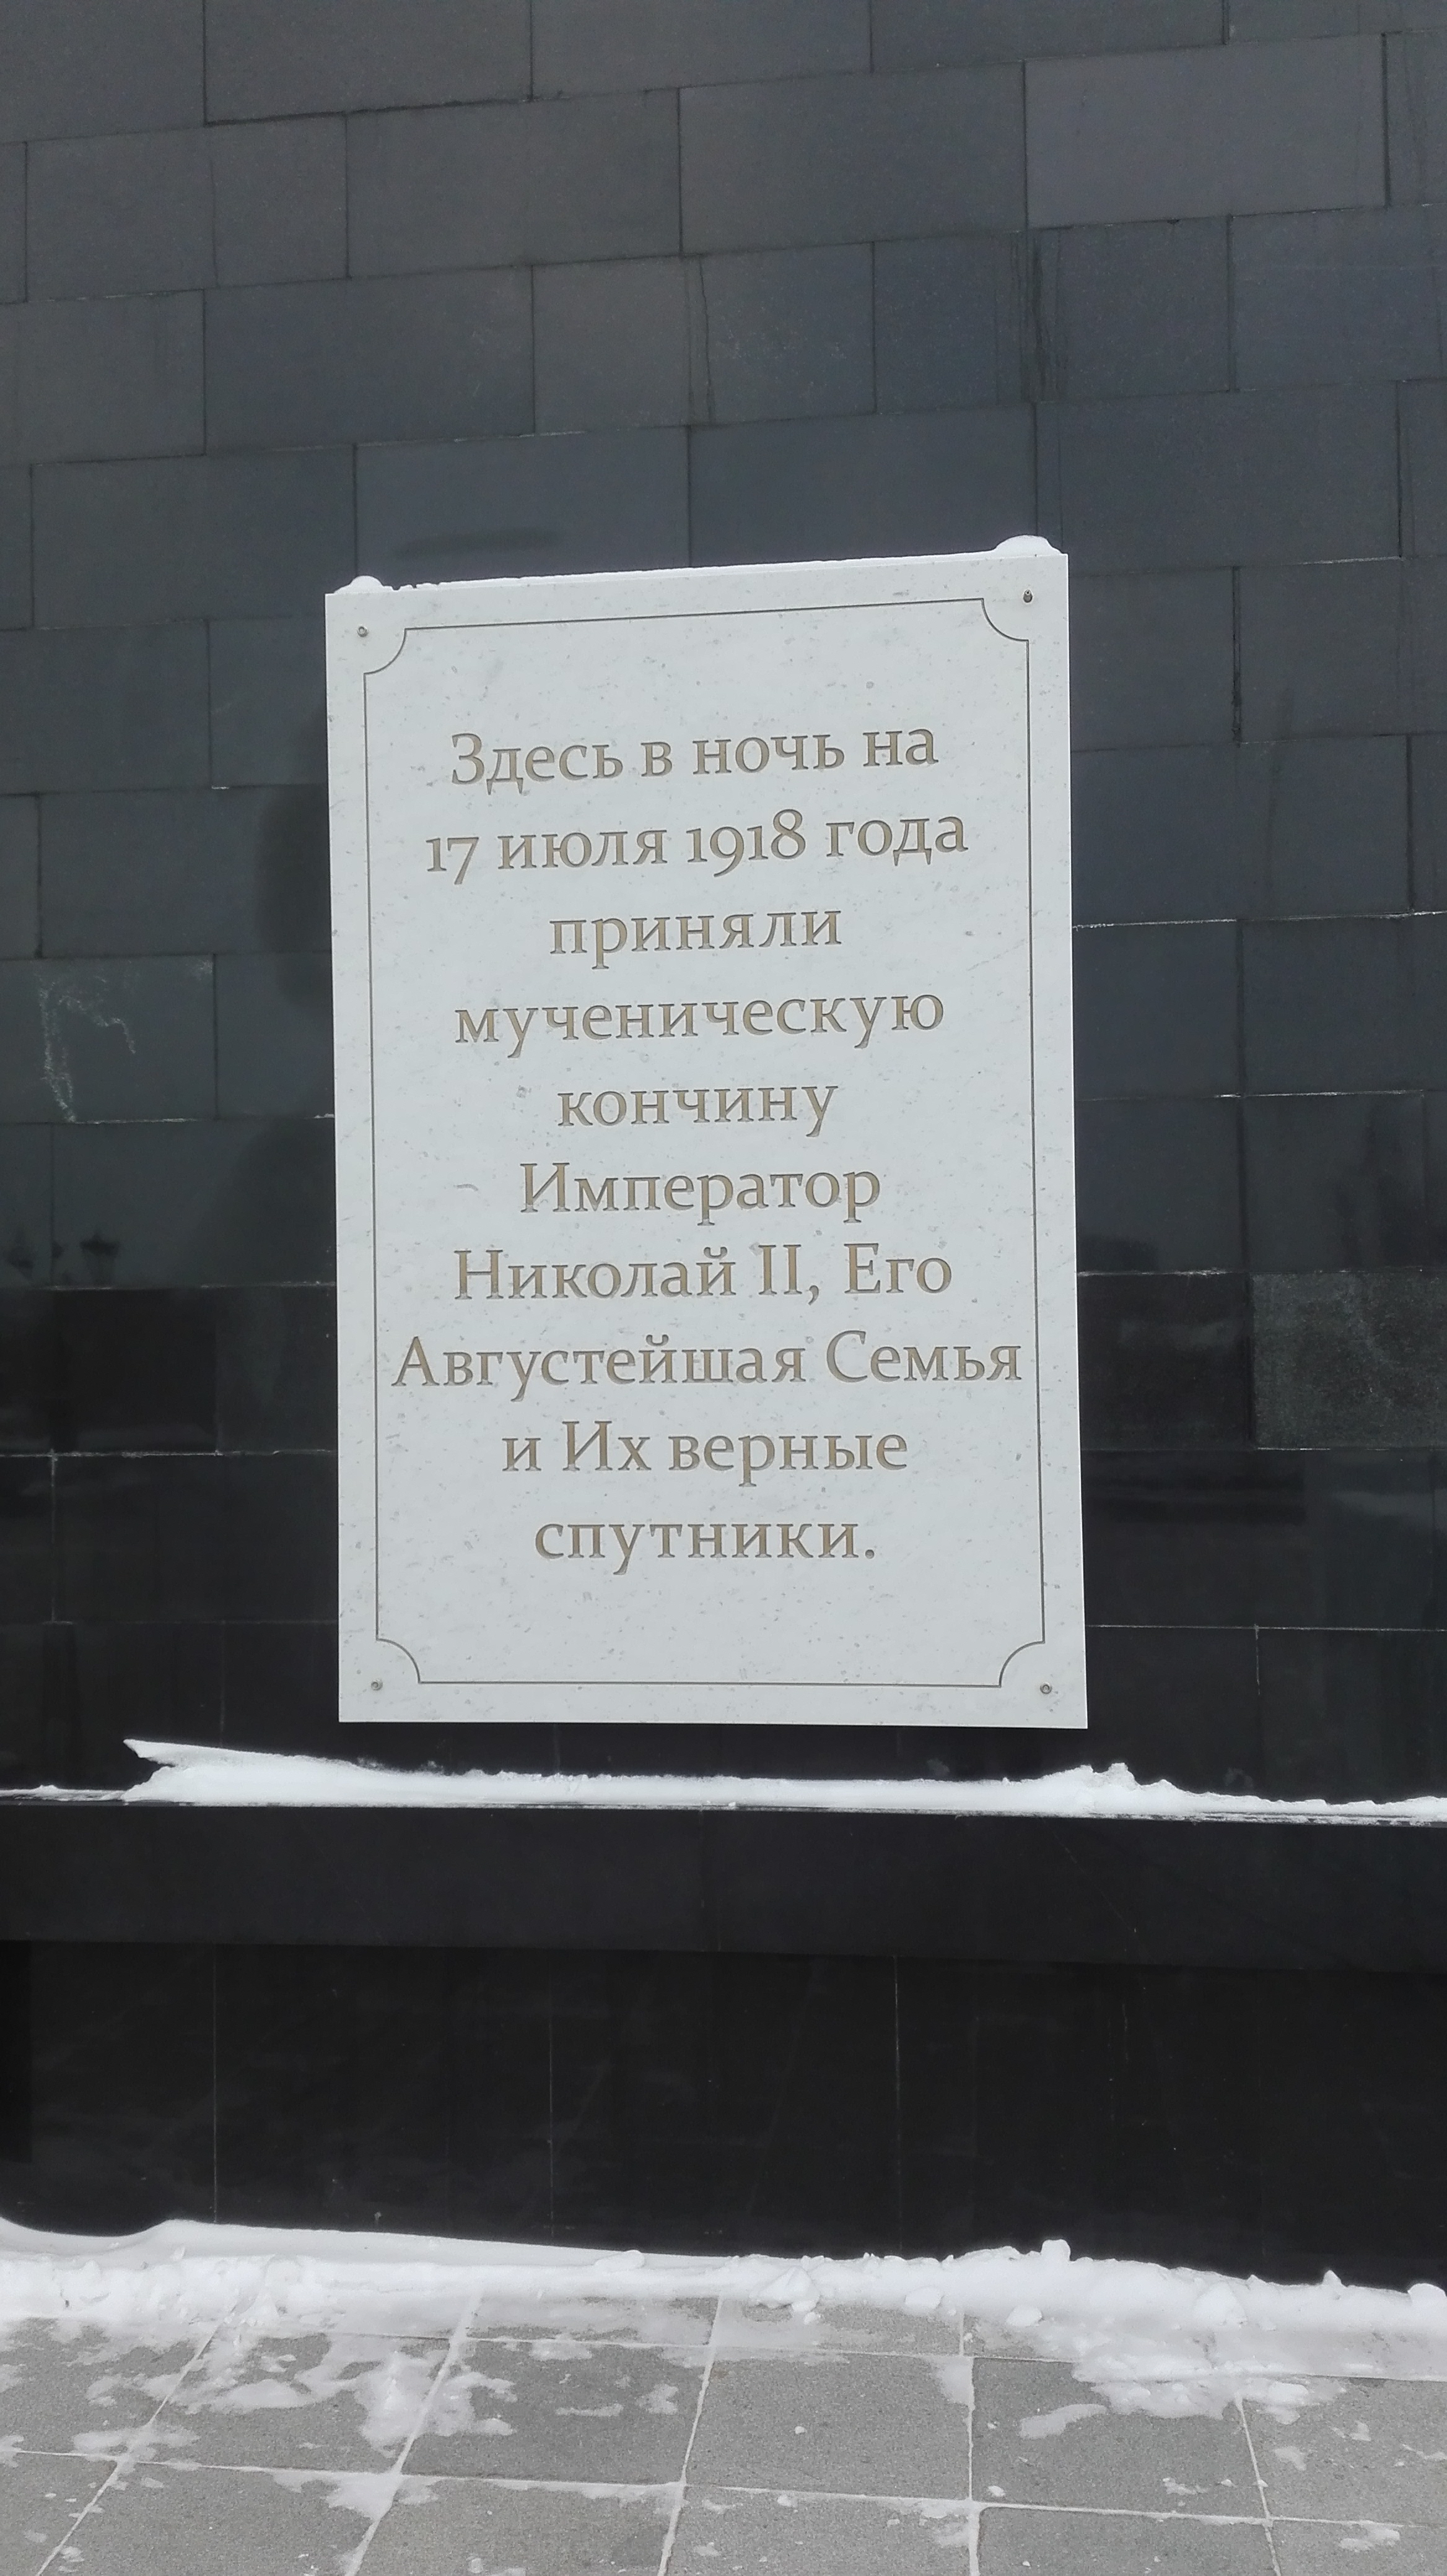 Здесь в ночь на
17 июля 1918 года
приняли
мученическую
кончину
Император
Николай II, Его
Августейшая Семья
и Их верные
спутники.